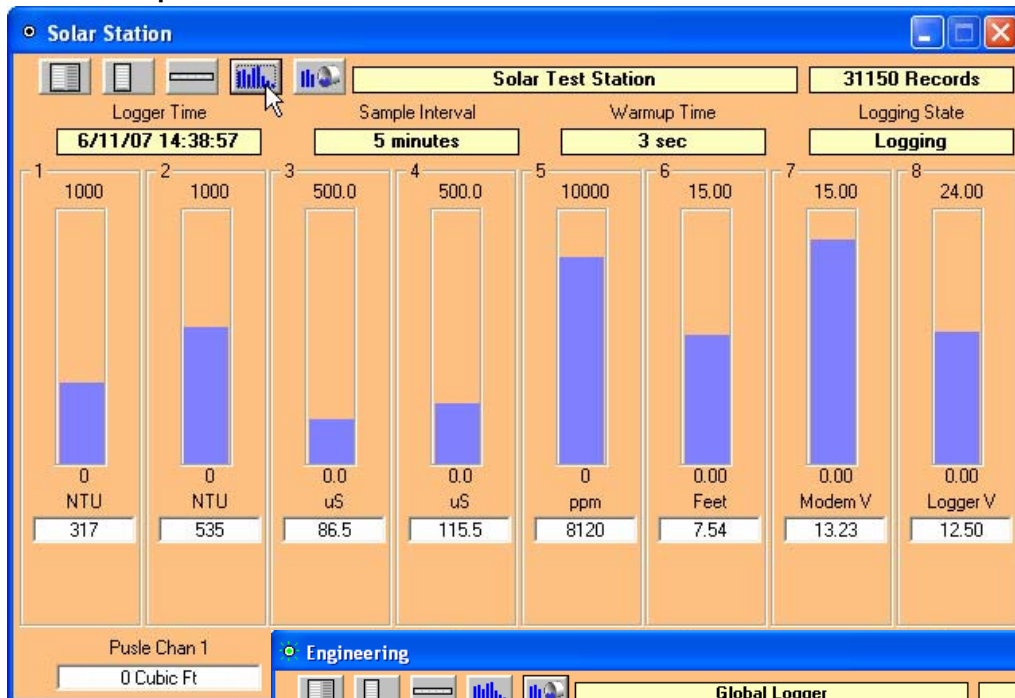 Solar Station
Solar Test Station 31150 Records
Logger Time Sample Interval Warmup Time Logging State
6/11/07 14:38:57 5 minutes 3 sec Logging
1 2 3 4 5 6 7 8
1000 1000 500.0 500.0 10000 15.00 15.00 24.00
0 0 0.0 0.0 0 0.00 0.00 0.00
NTU NTU uS uS ppm Feet Modem V Logger V
317 535 86.5 115.5 8120 7.54 13.23 12.50
Pusle Chan 1
0 Cubic Ft
Engineering
Global Logger